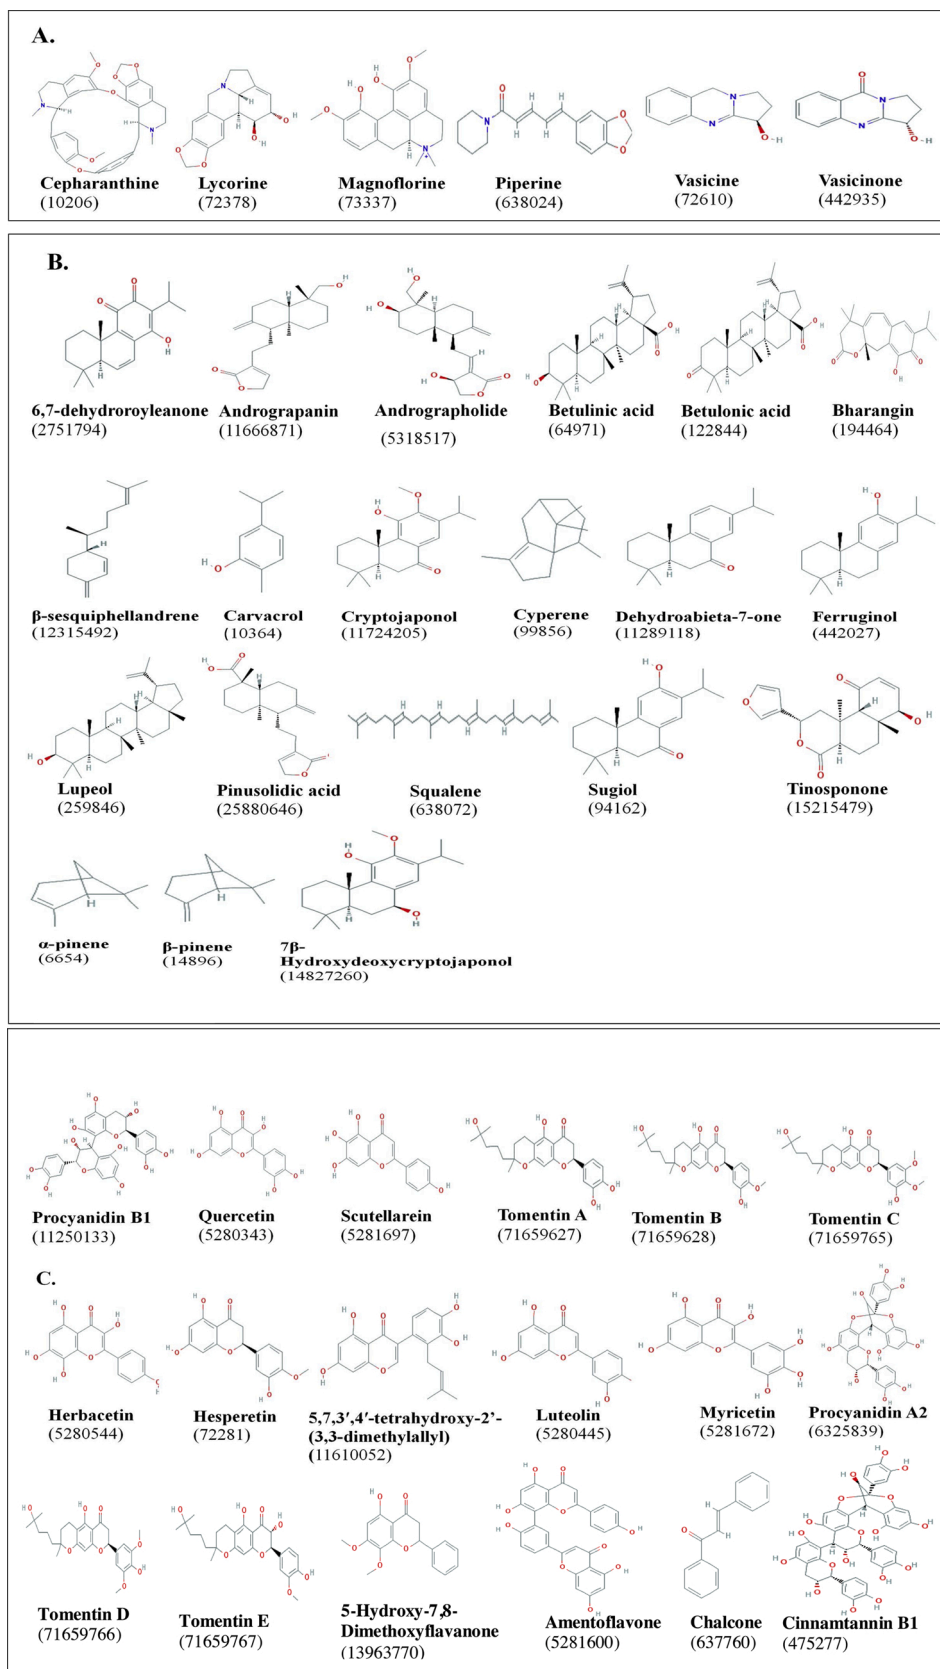 A.
Cepharanthine
(10206)
Lycorine
(72378)
Magnoflorine
(73337)
Piperine
(638024)
Vasicine
(72610)
Vasicinone
(442935)
B.
6,7-dehydroroyleanone
(2751794)
Andrograpanin
(11666871)
Andrographolide
(5318517)
Betulinic acid
(64971)
Betulonic acid
(122844)
Bharangin
(194464)
β-sesquiphellandrene
(12315492)
Carvacrol
(10364)
Cryptojaponol
(11724205)
Cyperene
(99856)
Dehydroabieta-7-one
(11289118)
Ferruginol
(442027)
Lupeol
(259846)
Pinusolidic acid
(25880646)
Squalene
(638072)
Sugiol
(94162)
Tinosponone
(15215479)
α-pinene
(6654)
β-pinene
(14896)
7β-
Hydroxydeoxycryptojaponol
(14827260)
Procyanidin B1
(11250133)
Quercetin
(5280343)
Scutellarein
(5281697)
Tomentin A
(71659627)
Tomentin B
(71659628)
Tomentin C
(71659765)
C.
Herbacetin
(5280544)
Hesperetin
(72281)
5,7,3′,4′-tetrahydroxy-2’-
(3,3-dimethylallyl)
(11610052)
Luteolin
(5280445)
Myricetin
(5281672)
Procyanidin A2
(6325839)
Tomentin D
(71659766)
Tomentin E
(71659767)
5-Hydroxy-7,8-
Dimethoxyflavanone
(13963770)
Amentoflavone
(5281600)
Chalcone
(637760)
Cinnamtannin B1
(475277)